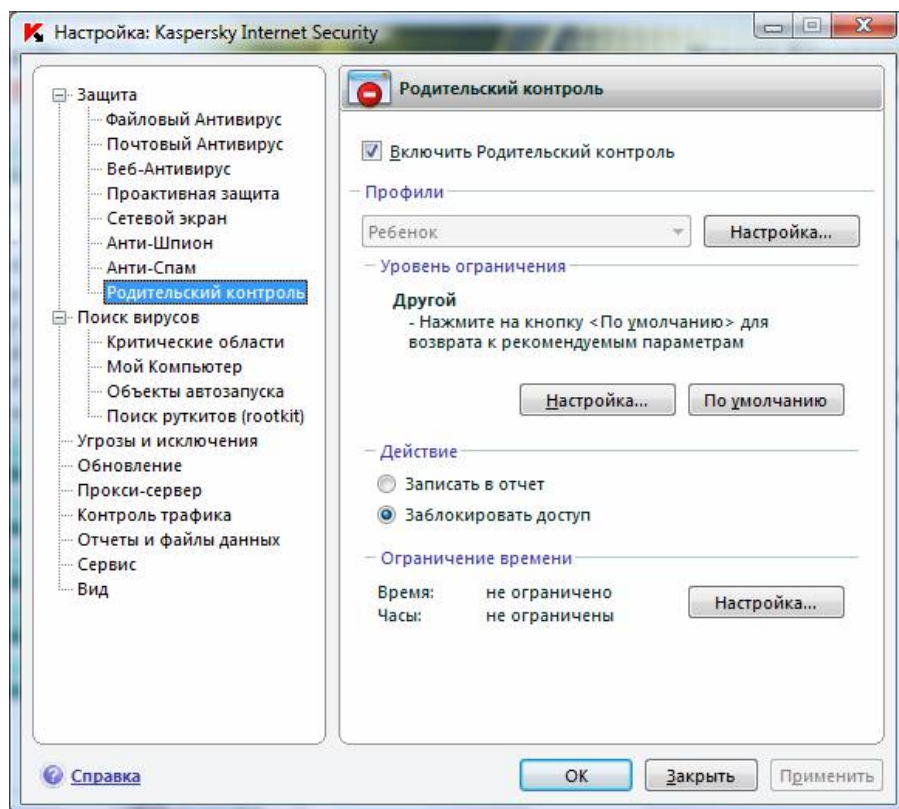 Настройка: Kaspersky Internet Security
Защита
Файловый Антивирус
Почтовый Антивирус
Веб-Антивирус
Проактивная защита
Сетевой экран
Анти-Шпион
Анти-Спам
Родительский контроль
Поиск вирусов
Критические области
Мой Компьютер
Объекты автозапуска
Поиск руткитов (rootkit)
Угрозы и исключения
Обновление
Прокси-сервер
Контроль трафика
Отчеты и файлы данных
Сервис
Вид
Родительский контроль
Включить Родительский контроль
Профили
Ребенок
Настройка...
Уровень ограничения
Другой
- Нажмите на кнопку <По умолчанию> для
возврата к рекомендуемым параметрам
Настройка...
По умолчанию
Действие
Записать в отчет
Заблокировать доступ
Ограничение времени
Время: не ограничено
Часы: не ограничены
Настройка...
Справка
OK
Закрыть
Применить